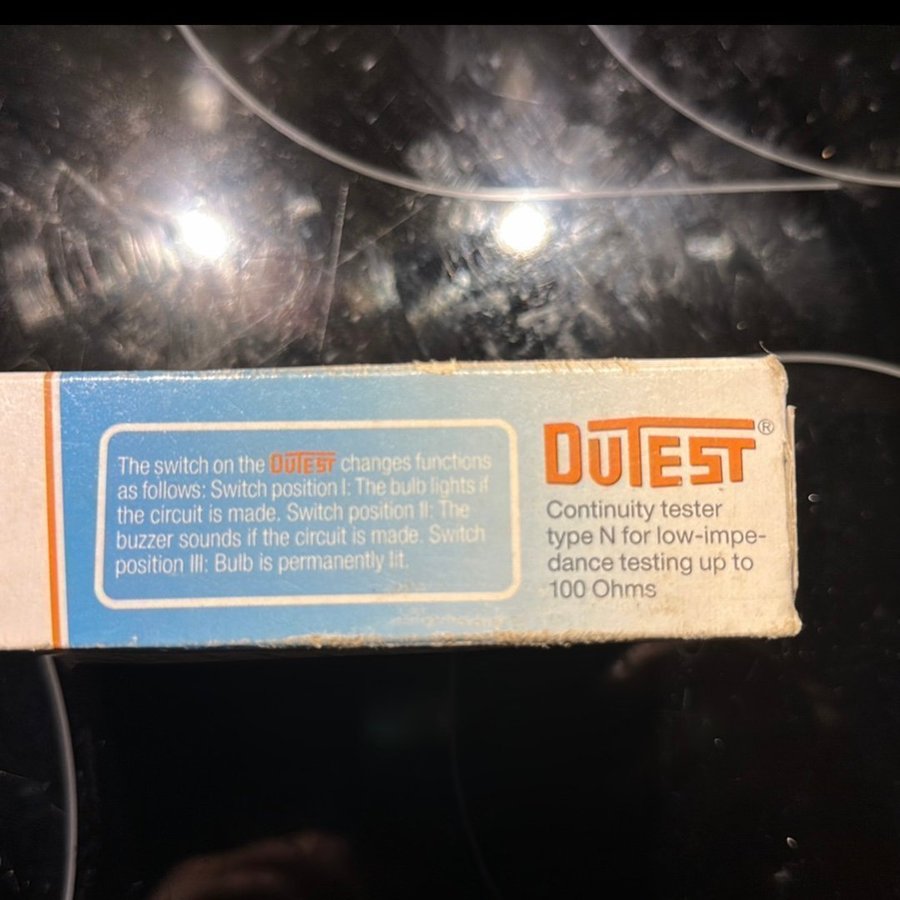 The switch on the DUTEST changes functions
as follows: Switch position I: The bulb lights if
the circuit is made. Switch position II: The
buzzer sounds if the circuit is made. Switch
position III: Bulb is permanently lit.
DUTEST®
Continuity tester
type N for low-impe-
dance testing up to
100 Ohms